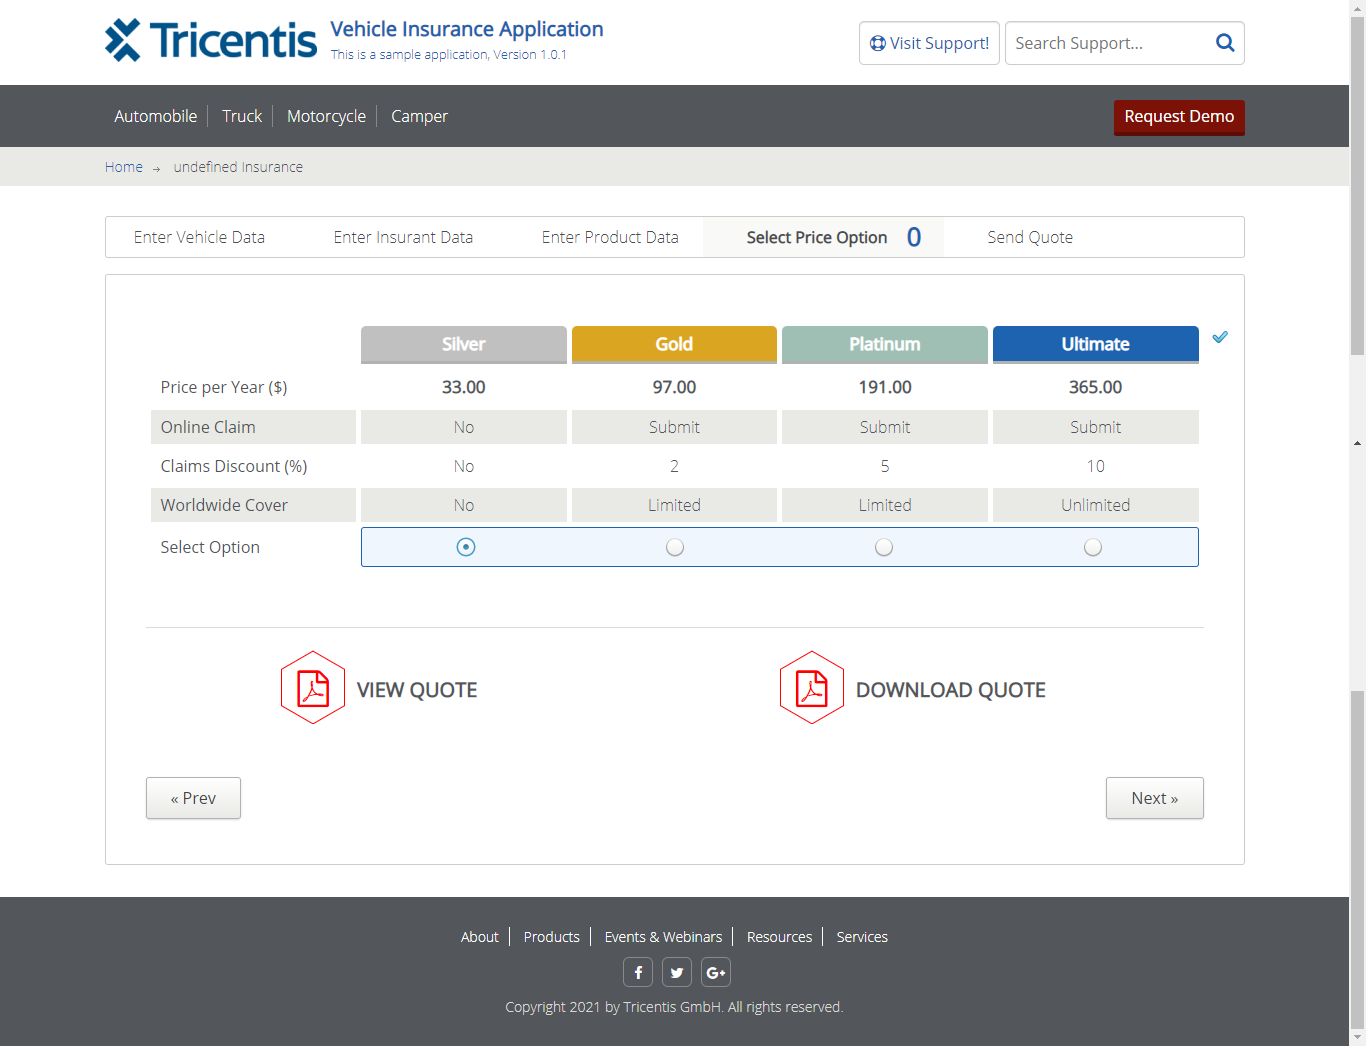 Tricentis
Vehicle Insurance Application
This is a sample application, Version 1.0.1
Visit Support!
Search Support...
Automobile
Truck
Motorcycle
Camper
Request Demo
Home → undefined Insurance
Enter Vehicle Data
Enter Insurant Data
Enter Product Data
Select Price Option 0
Send Quote
Silver Gold Platinum Ultimate
Price per Year ($) 33.00 97.00 191.00 365.00
Online Claim No Submit Submit Submit
Claims Discount (%) No 2 5 10
Worldwide Cover No Limited Limited Unlimited
Select Option
VIEW QUOTE
DOWNLOAD QUOTE
« Prev
Next »
About Products Events & Webinars Resources Services
G+
Copyright 2021 by Tricentis GmbH. All rights reserved.